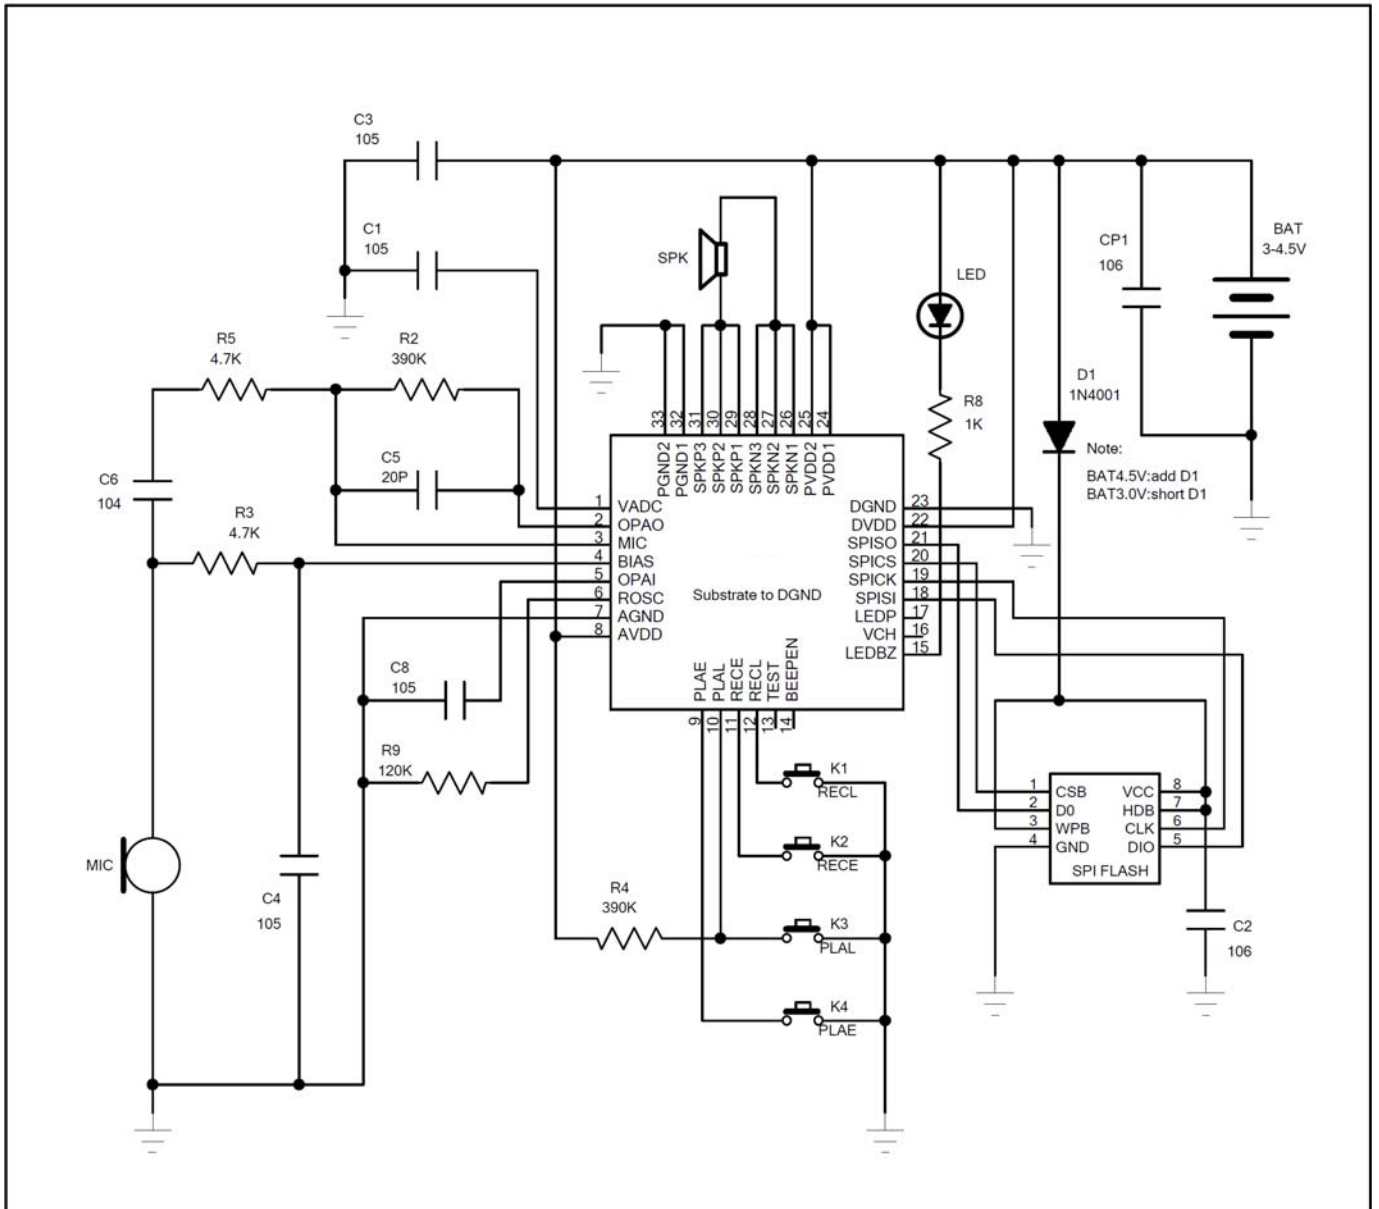 C3
105
C1
105
SPK
LED
CP1
106
BAT
3-4.5V
R5
4.7K
R2
390K
D1
1N4001
R8
1K
Note:
BAT4.5V:add D1
BAT3.0V:short D1
C5
20P
C6
104
R3
4.7K
33
32
31
30
29
28
27
26
25
24
PGND2
PGND1
SPKP3
SPKP2
SPKP1
SPKN3
SPKN2
SPKN1
PVDD2
PVDD1
1 VADC
2 OPAO
3 MIC
4 BIAS
5 OPAI
6 ROSC
7 AGND
8 AVDD
Substrate to DGND
DGND 23
DVDD 22
SPISO 21
SPICS 20
SPICK 19
SPISI 18
LEDP 17
VCH 16
LEDBZ 15
PLAE
PLAL
RECE
RECL
TEST
BEEPEN
9
10
11
12
13
14
C8
105
R9
120K
K1
RECL
K2
RECE
R4
390K
K3
PLAL
K4
PLAE
MIC
C4
105
1 CSB VCC 8
2 D0 HDB 7
3 WPB CLK 6
4 GND DIO 5
SPI FLASH
C2
106